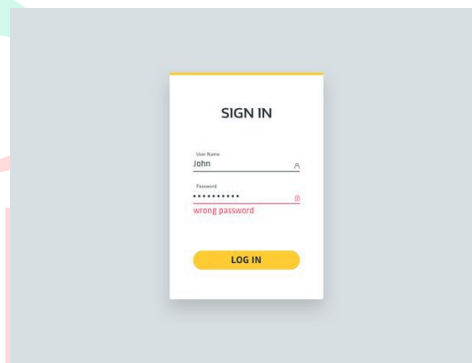 SIGN IN
User Name
John
Password
••••••••••
wrong password
LOG IN